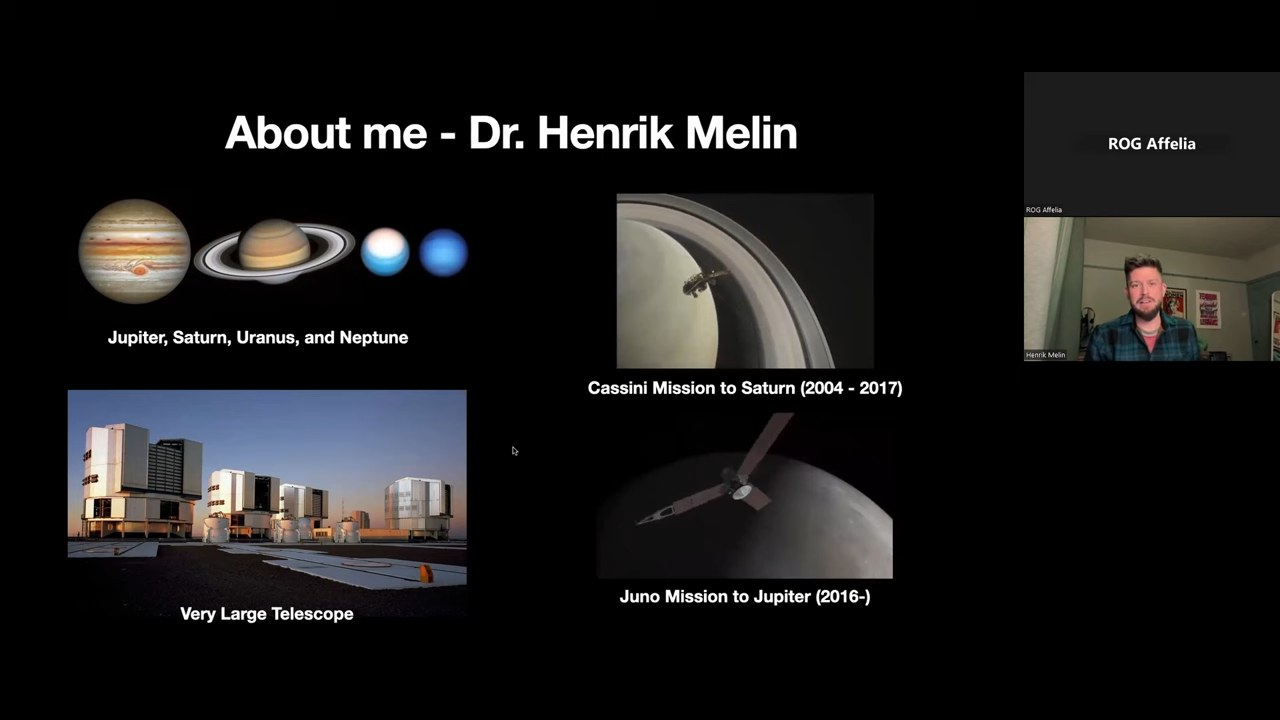 About me - Dr. Henrik Melin
Jupiter, Saturn, Uranus, and Neptune
Cassini Mission to Saturn (2004 - 2017)
Very Large Telescope
Juno Mission to Jupiter (2016-)
ROG Affelia
ROG Affelia
Henrik Melin